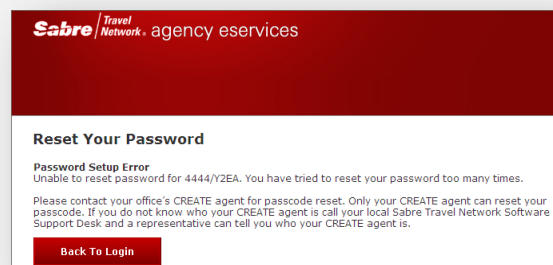 Sabre Travel Network® agency eservices
Reset Your Password
Password Setup Error
Unable to reset password for 4444/Y2EA. You have tried to reset your password too many times.
Please contact your office's CREATE agent for passcode reset. Only your CREATE agent can reset your
passcode. If you do not know who your CREATE agent is call your local Sabre Travel Network Software
Support Desk and a representative can tell you who your CREATE agent is.
Back To Login